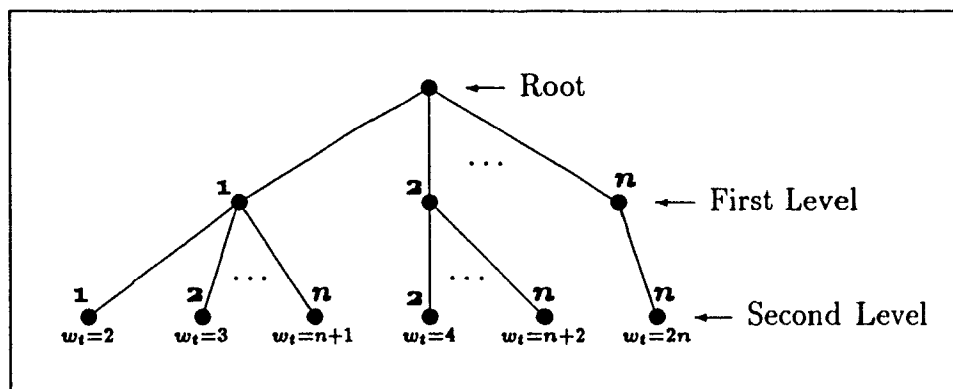 ← Root
...
1 2 n ← First Level
... ...
1 2 n 2 n n ← Second Level
w_t=2 w_t=3 w_t=n+1 w_t=4 w_t=n+2 w_t=2n